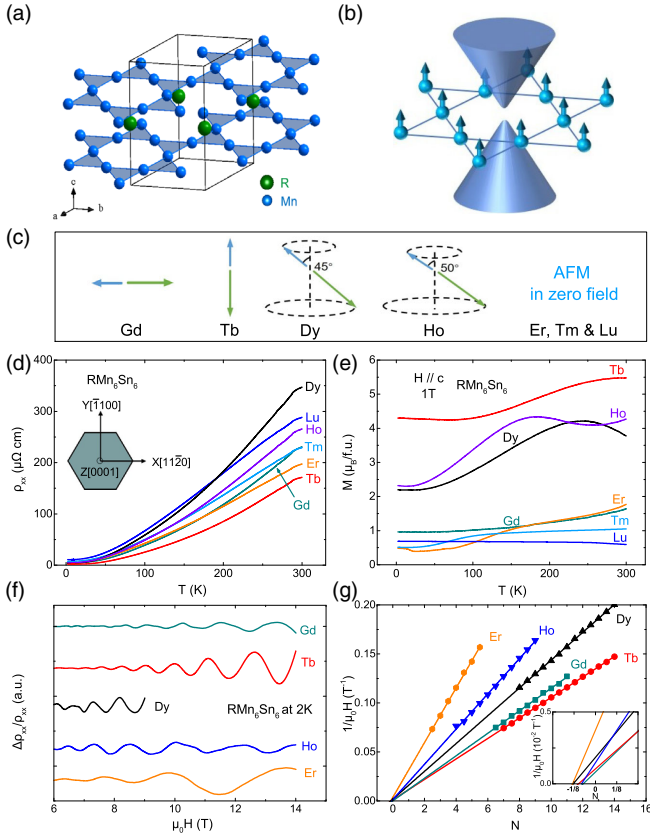 (a)
R
Mn
c
a
b
(b)
(c)
45°
50°
AFM
in zero field
Gd
Tb
Dy
Ho
Er, Tm & Lu
(d)
400
300
200
100
0
ρxx (μΩ cm)
RMn6Sn6
Y[1̄100]
Z[0001]
X[112̄0]
Dy
Lu
Ho
Tm
Er
Tb
Gd
100
200
300
T (K)
(e)
6
5
4
3
2
1
0
M (μB/f.u.)
H // c
1T
RMn6Sn6
Tb
Ho
Dy
Er
Gd
Tm
Lu
0
100
200
300
T (K)
(f)
Δρxx/ρxx (a.u.)
Gd
Tb
Dy
RMn6Sn6 at 2K
Ho
Er
6
8
10
12
14
μ0H (T)
(g)
0.20
0.15
0.10
0.05
0.00
1/μ0H (T-1)
Er
Ho
Dy
Gd
Tb
0.5
0.0
1/μ0H (10-2 T-1)
-1/8
0
1/8
N
0
2
4
6
8
10
12
14
16
N